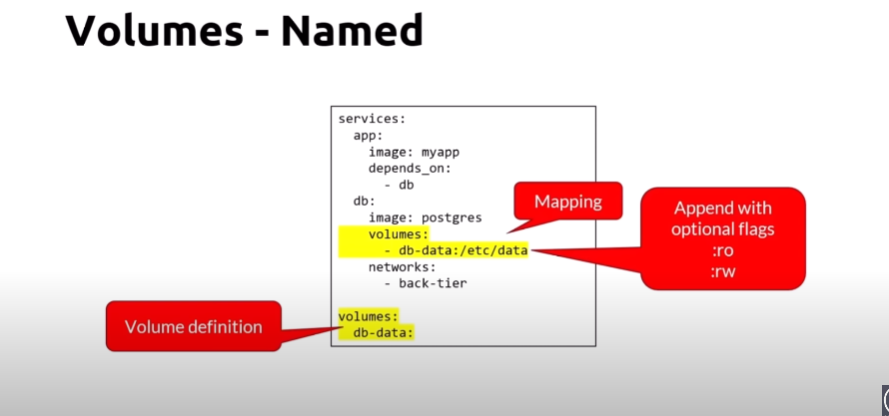 Volumes - Named
services:
  app:
    image: myapp
    depends_on:
      - db
  db:
    image: postgres
    volumes:
      - db-data:/etc/data
    networks:
      - back-tier
volumes:
  db-data:
Mapping
Append with
optional flags
:ro
:rw
Volume definition